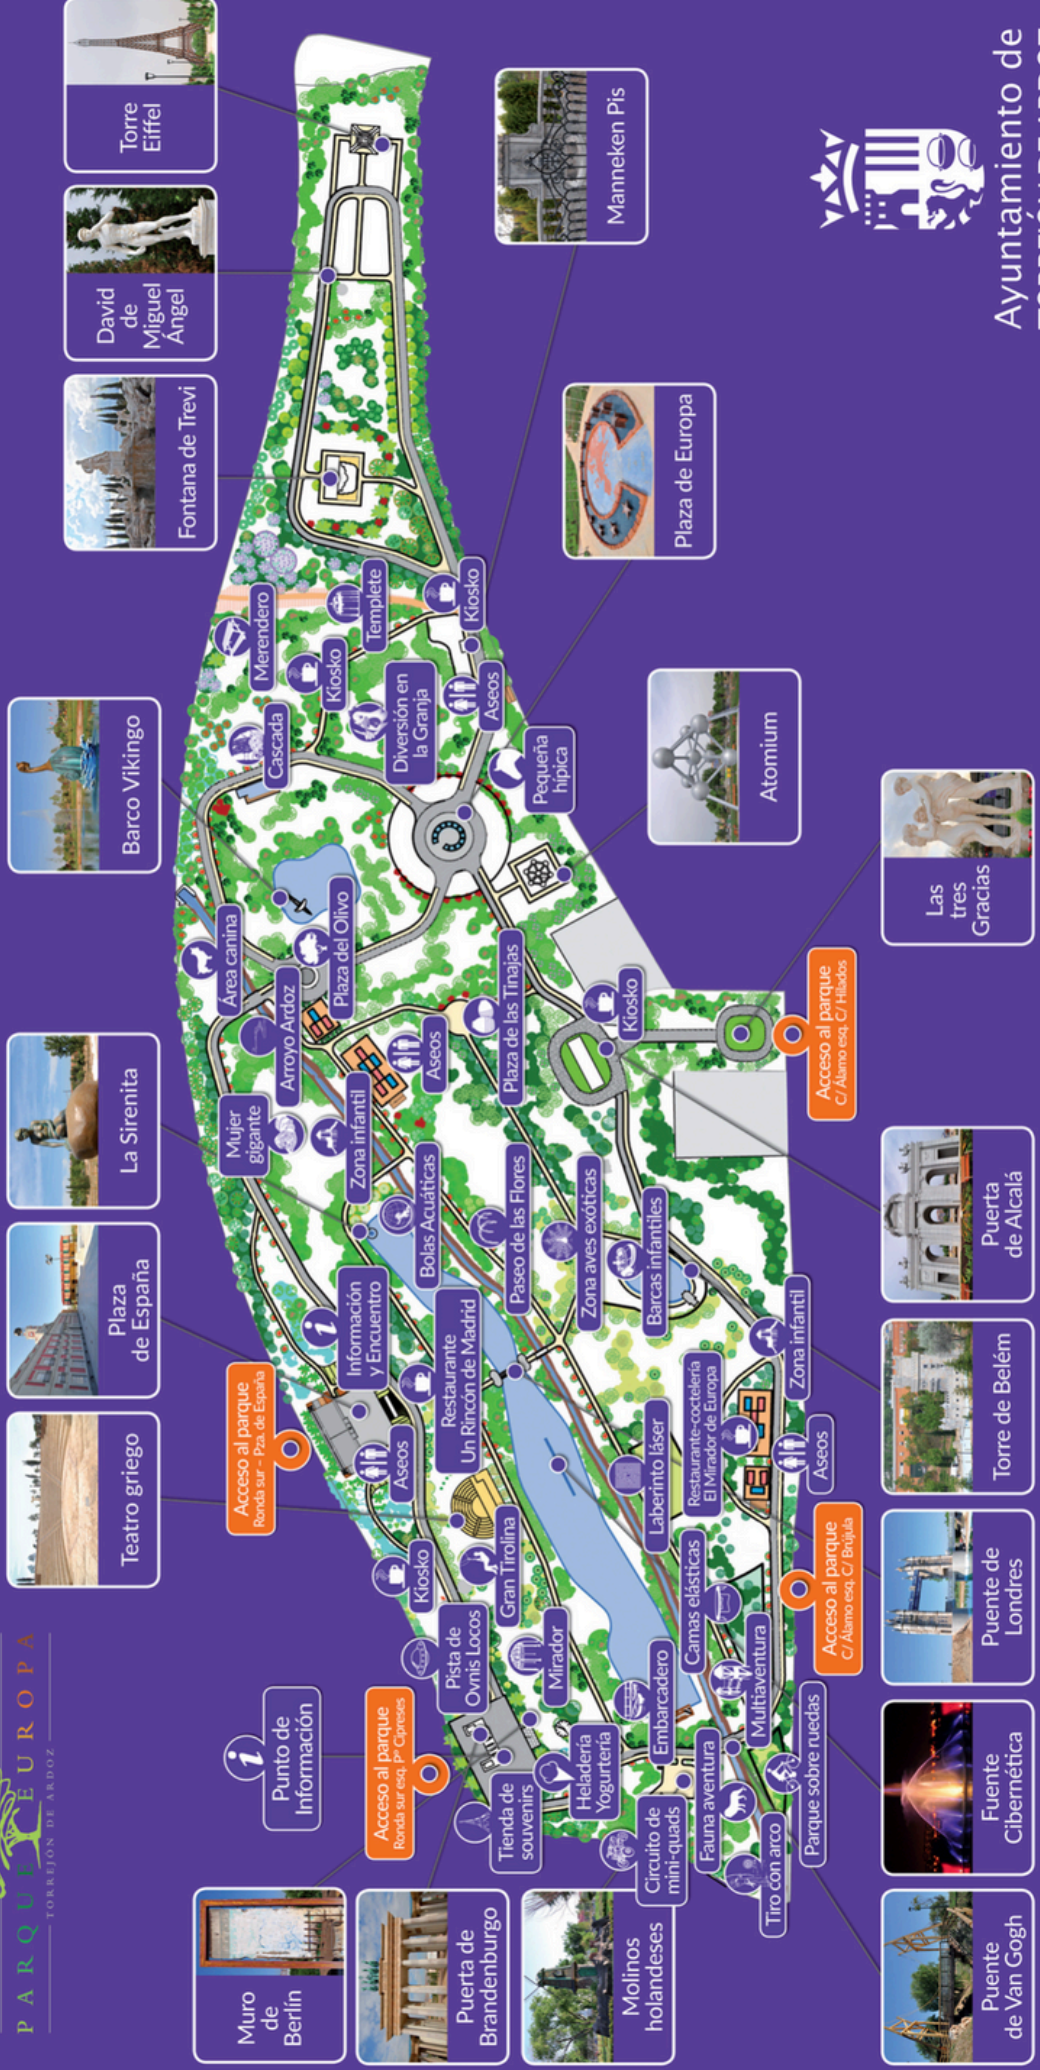 PARQUE EUROPA
TORREJÓN DE ARDOZ
Teatro griego
Plaza
de España
La Sirenita
Barco Vikingo
Fontana de Trevi
David
de
Miguel
Ángel
Torre
Eiffel
Muro
de
Berlín
Puerta de
Brandenburgo
Molinos
holandeses
Punto de
Información
Acceso al parque
Ronda sur esq. Pº Cipreses
Acceso al parque
Ronda sur – Pza. de España
Tienda de
souvenirs
Pista de
Ovnis Locos
Kiosko
Aseos
Información
y Encuentro
Mujer
gigante
Zona infantil
Arroyo Ardoz
Área canina
Plaza del Olivo
Cascada
Merendero
Kiosko
Templete
Diversión en
la Granja
Kiosko
Aseos
Pequeña
hípica
Heladería
Yogurtería
Mirador
Gran Tirolina
Restaurante
Un Rincón de Madrid
Bolas Acuáticas
Aseos
Paseo de las Flores
Plaza de las Tinajas
Zona aves exóticas
Barcas infantiles
Kiosko
Circuito de
mini-quads
Embarcadero
Fauna aventura
Camas elásticas
Laberinto láser
Restaurante-coctelería
El Mirador de Europa
Zona infantil
Aseos
Multiaventura
Tiro con arco
Parque sobre ruedas
Acceso al parque
C/ Álamo esq. C/ Brújula
Acceso al parque
C/ Álamo esq. C/ Hilados
Manneken Pis
Plaza de Europa
Atomium
Puente
de Van Gogh
Fuente
Cibernética
Puente de
Londres
Torre de Belém
Puerta
de Alcalá
Las
tres
Gracias
Ayuntamiento de